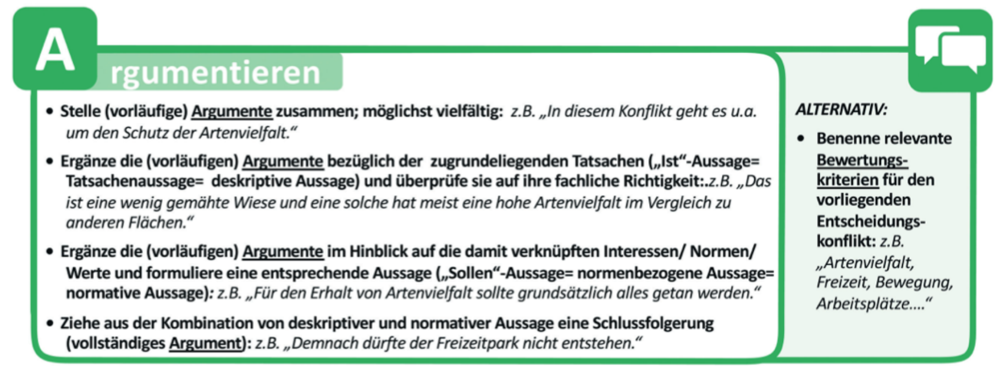 Argumentieren
• Stelle (vorläufige) Argumente zusammen; möglichst vielfältig: z.B. „In diesem Konflikt geht es u.a.
um den Schutz der Artenvielfalt.“
• Ergänze die (vorläufigen) Argumente bezüglich der zugrundeliegenden Tatsachen („Ist“-Aussage=
Tatsachenaussage= deskriptive Aussage) und überprüfe sie auf ihre fachliche Richtigkeit:.z.B. „Das
ist eine wenig gemähte Wiese und eine solche hat meist eine hohe Artenvielfalt im Vergleich zu
anderen Flächen.“
• Ergänze die (vorläufigen) Argumente im Hinblick auf die damit verknüpften Interessen/ Normen/
Werte und formuliere eine entsprechende Aussage („Sollen“-Aussage= normenbezogene Aussage=
normative Aussage): z.B. „Für den Erhalt von Artenvielfalt sollte grundsätzlich alles getan werden.“
• Ziehe aus der Kombination von deskriptiver und normativer Aussage eine Schlussfolgerung
(vollständiges Argument): z.B. „Demnach dürfte der Freizeitpark nicht entstehen.“
ALTERNATIV:
• Benenne relevante
Bewertungs-
kriterien für den
vorliegenden
Entscheidungs-
konflikt: z.B.
„Artenvielfalt,
Freizeit, Bewegung,
Arbeitsplätze....“